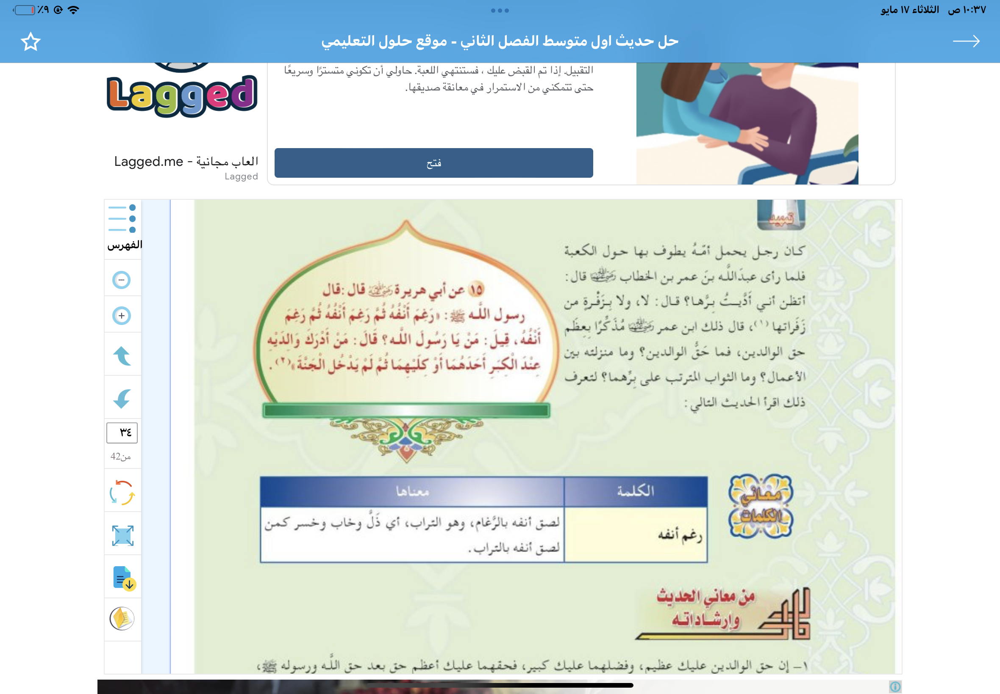 ١٠:٣٧ ص الثلاثاء ١٧ مايو
٪٩
حل حديث اول متوسط الفصل الثاني - موقع حلول التعليمي
التقبيل. إذا تم القبض عليك ، فستنتهي اللعبة. حاولي أن تكوني متسترًا وسريعًا
حتى تتمكني من الاستمرار في معانقة صديقها.
فتح
Lagged
العاب مجانية - Lagged.me
Lagged
تمهيد
كان رجل يحمل أمّهُ يطوف بها حول الكعبة
فلما رأى عبدَاللَّه بنَ عمر بن الخطاب رضي الله عنهما قال:
أتظن أني أَدَّيتُ بِرَّها؟ قال: لا، ولا بِزَفْرةٍ من
زَفَراتها (١)، قال ذلك ابن عمر رضي الله عنهما مُذَكِّرًا بِعِظَم
حق الوالدين، فما حَقُّ الوالدين؟ وما منزلته بين
الأعمال؟ وما الثواب المترتب على بِرِّهما؟ لتعرف
ذلك اقرأ الحديث التالي:
١٥ عن أبي هريرة رضي الله عنه قال :قال
رسول اللَّه ﷺ: «رَغِمَ أَنْفُهُ ثُمَّ رَغِمَ أَنْفُهُ ثُمَّ رَغِمَ
أَنْفُهُ، قِيلَ: مَنْ يَا رَسُولَ اللَّه؟ قَالَ: مَنْ أَدْرَكَ وَالِدَيْهِ
عِنْدَ الْكِبَرِ أَحَدَهُمَا أَوْ كِلَيْهِمَا ثُمَّ لَمْ يَدْخُلِ الْجَنَّةَ»(٢).
معاني
الكلمات
الكلمة معناها
رغم أنفه
لصق أنفه بالرَّغام، وهو التراب، أي ذَلَّ وخاب وخسر كمن
لصق أنفه بالتراب.
من معاني الحديث
وإرشاداته
١– إن حق الوالدين عليك عظيم، وفضلهما عليك كبير، فحقهما عليك أعظم حق بعد حق اللَّه ورسوله ﷺ،
الفهرس
٣٤
من42